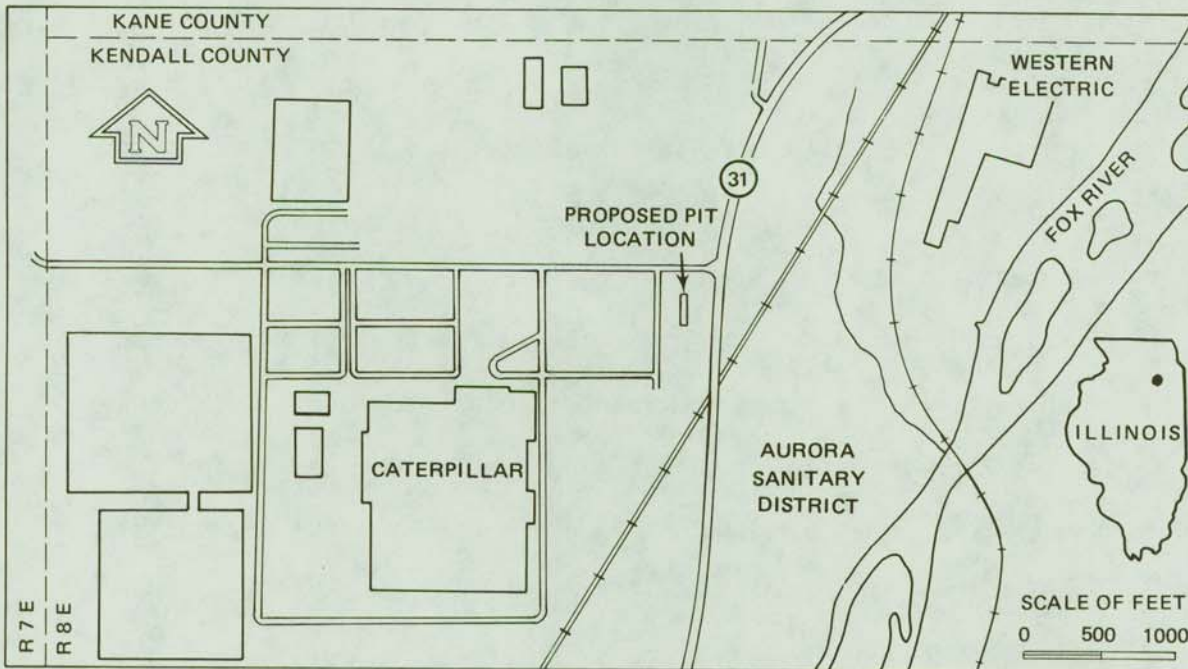 KANE COUNTY
KENDALL COUNTY
N
WESTERN
ELECTRIC
31
FOX RIVER
PROPOSED PIT
LOCATION
ILLINOIS
CATERPILLAR
AURORA
SANITARY
DISTRICT
R7E
R8E
SCALE OF FEET
0 500 1000